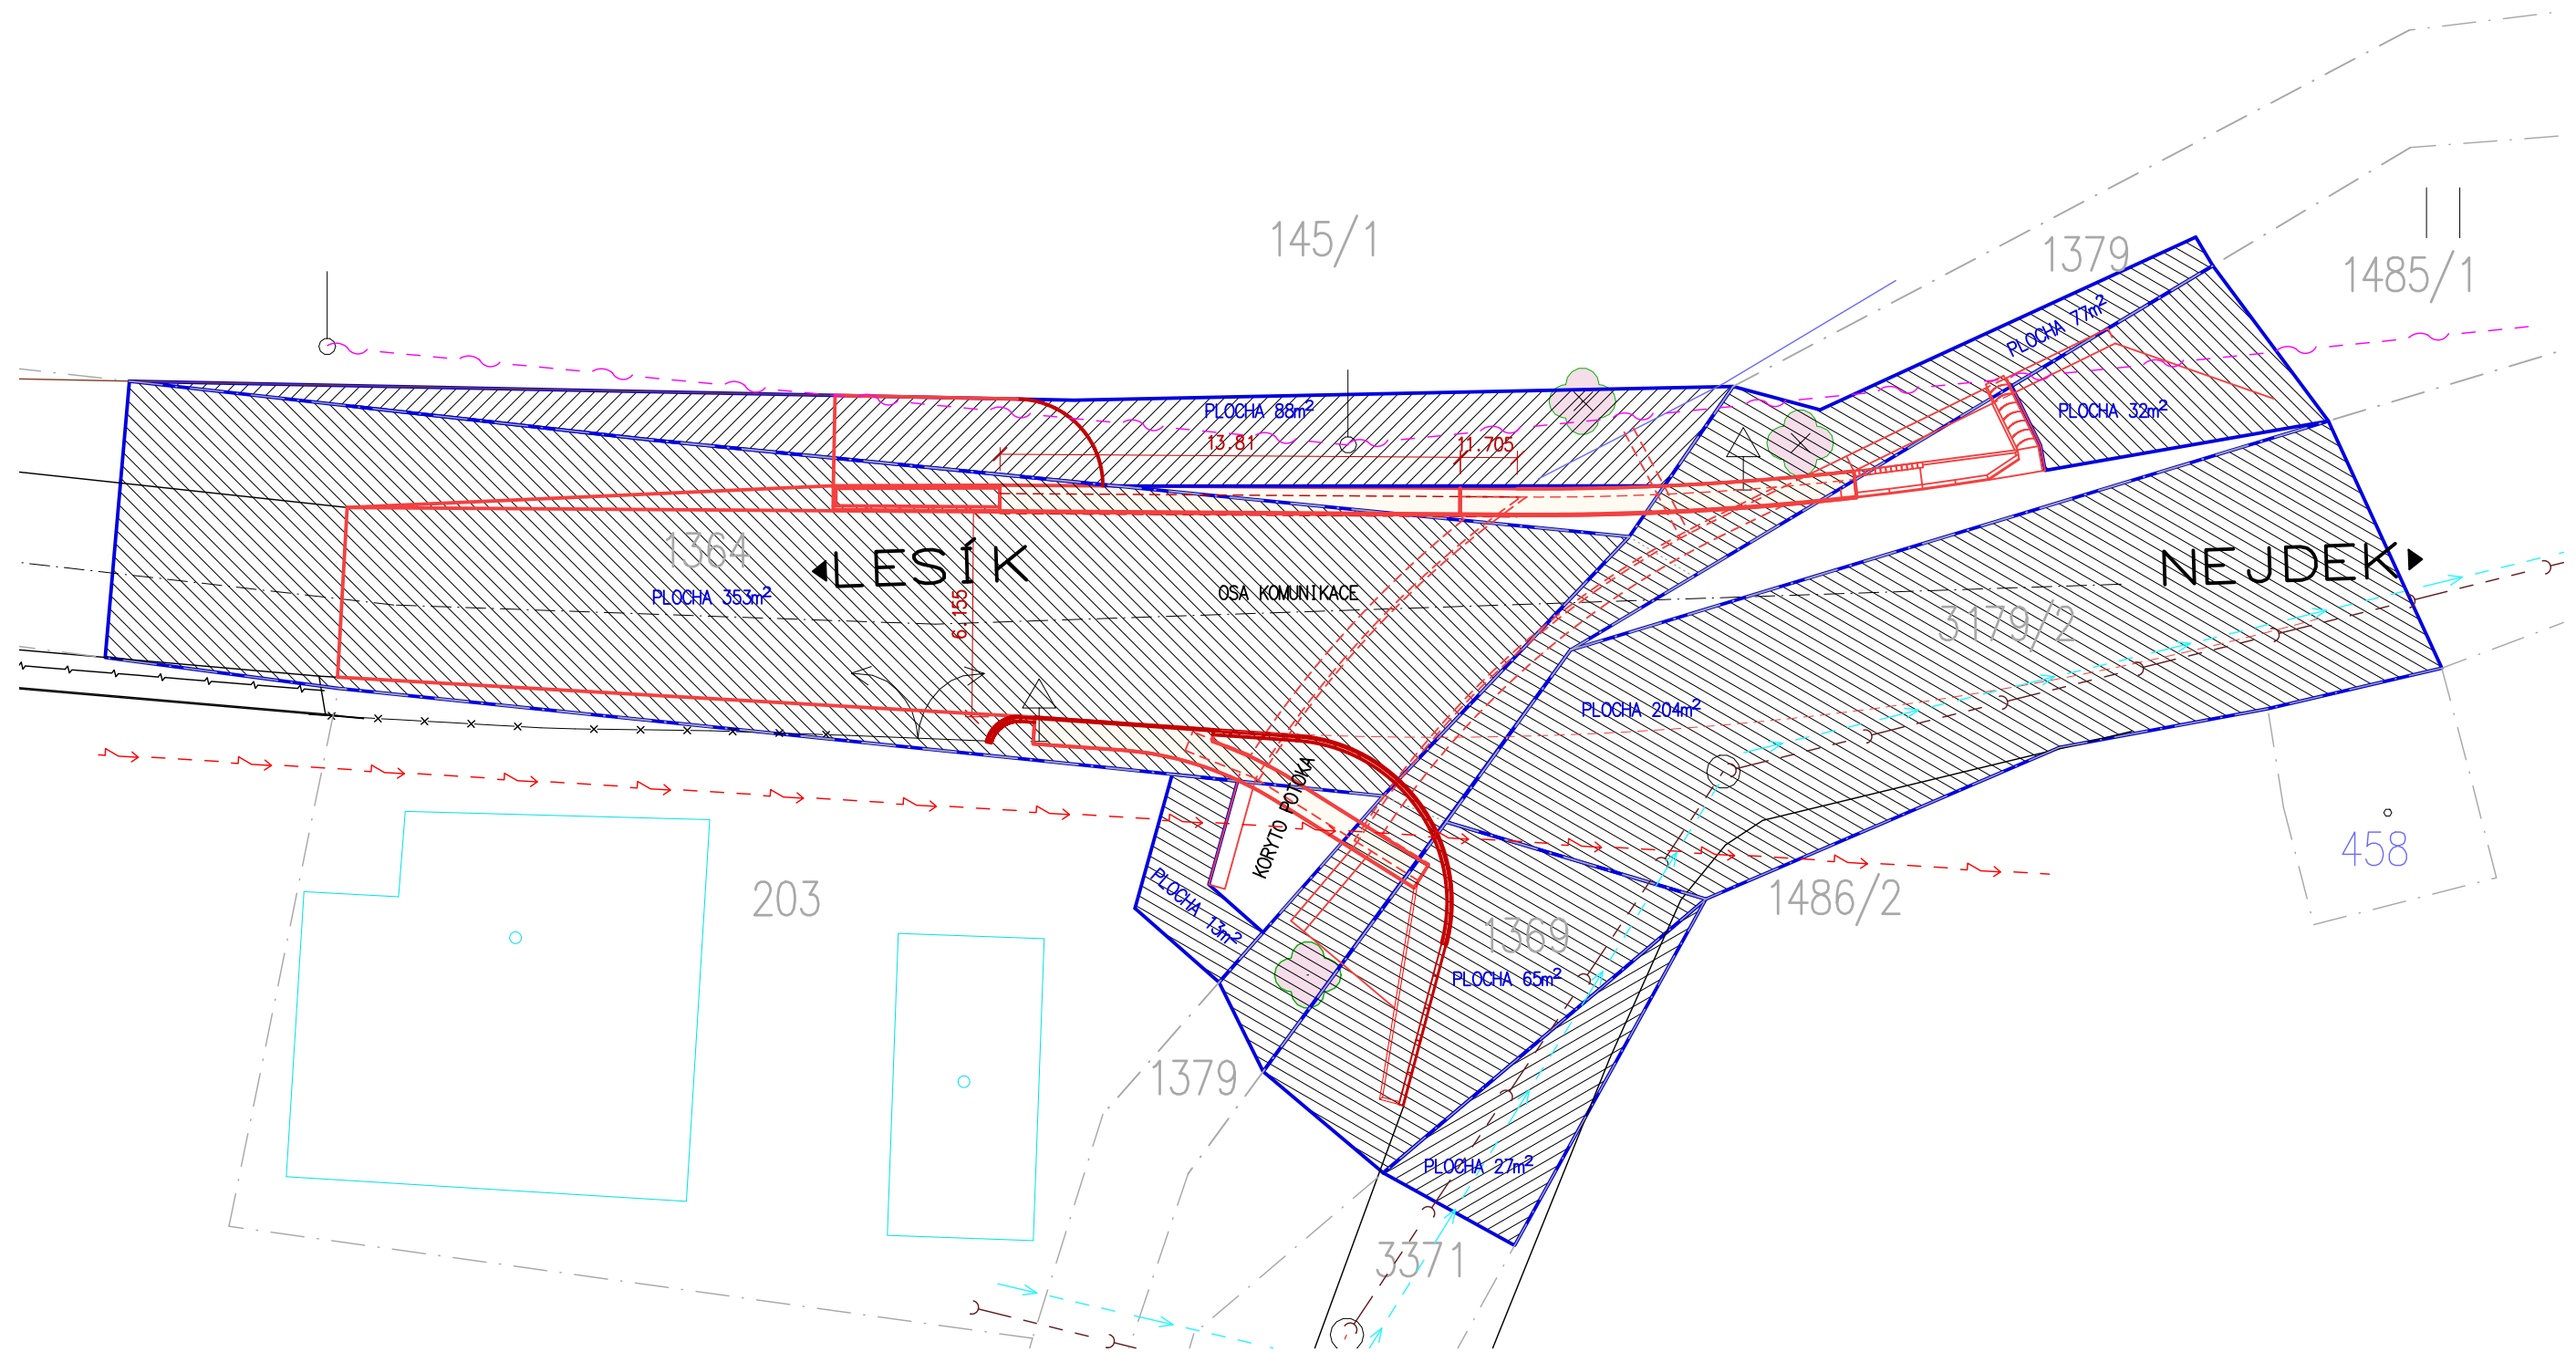 145/1
1379
1485/1
PLOCHA 77m²
PLOCHA 88m²
PLOCHA 32m²
13.81
11.705
1364
LESÍK
NEJDEK
PLOCHA 353m²
6.155
OSA KOMUNIKACE
3179/2
PLOCHA 204m²
KORYTO POTOKA
458
203
PLOCHA 13m²
1486/2
1369
PLOCHA 65m²
1379
PLOCHA 27m²
3371